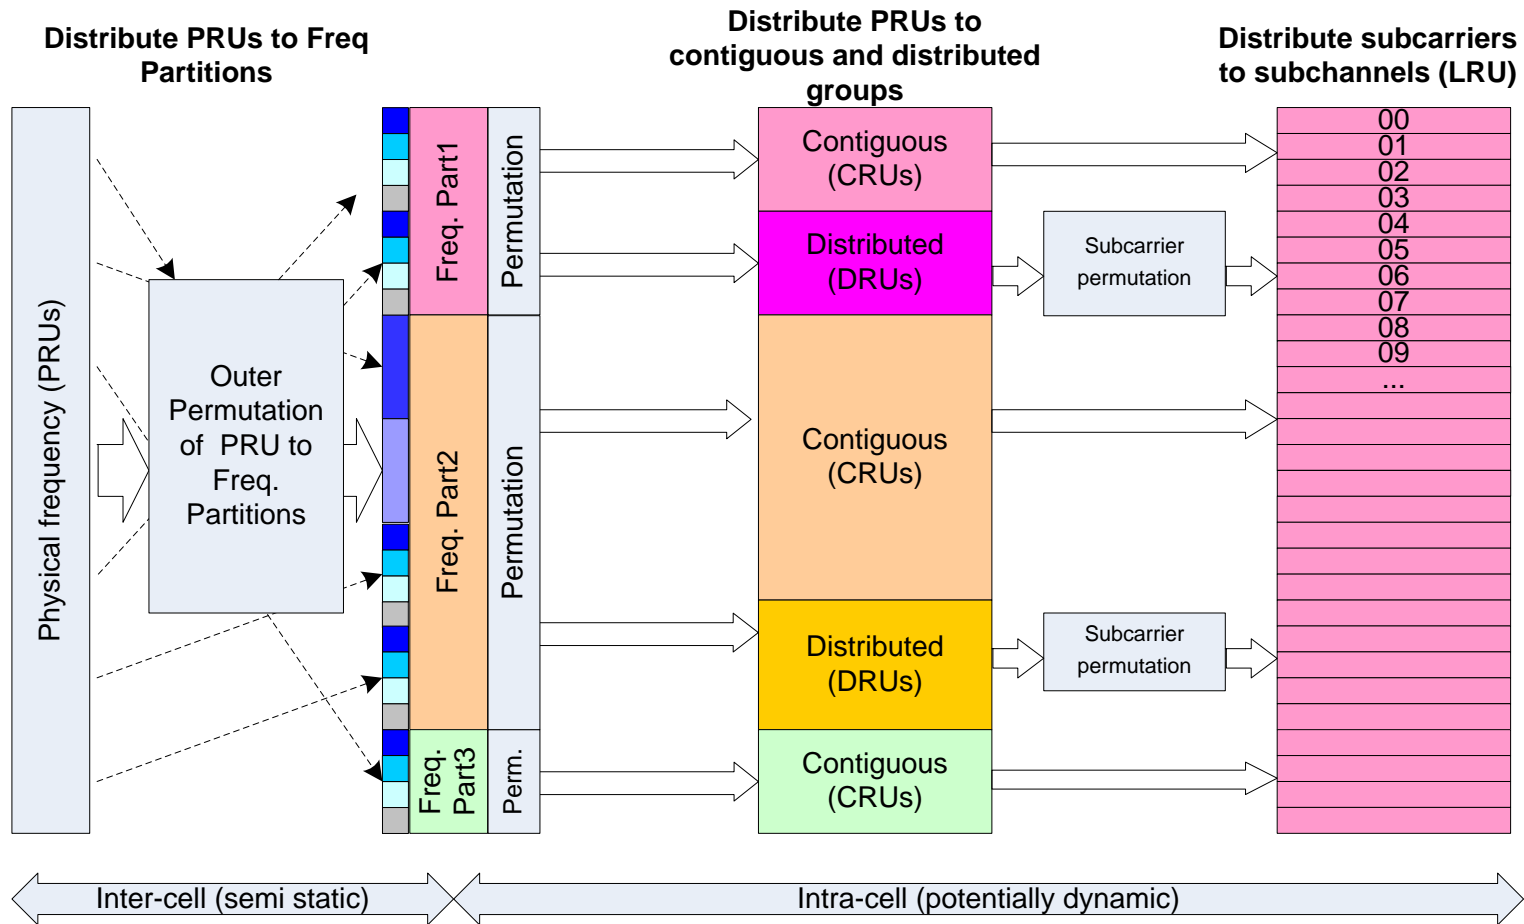 Distribute PRUs to Freq
Partitions
Distribute PRUs to
contiguous and distributed
groups
Distribute subcarriers
to subchannels (LRU)
Physical frequency (PRUs)
Outer
Permutation
of PRU to
Freq.
Partitions
Freq. Part1
Permutation
Freq. Part2
Permutation
Freq.
Part3
Perm.
Contiguous
(CRUs)
Distributed
(DRUs)
Contiguous
(CRUs)
Distributed
(DRUs)
Contiguous
(CRUs)
Subcarrier
permutation
Subcarrier
permutation
00
01
02
03
04
05
06
07
08
09
...
Inter-cell (semi static)
Intra-cell (potentially dynamic)